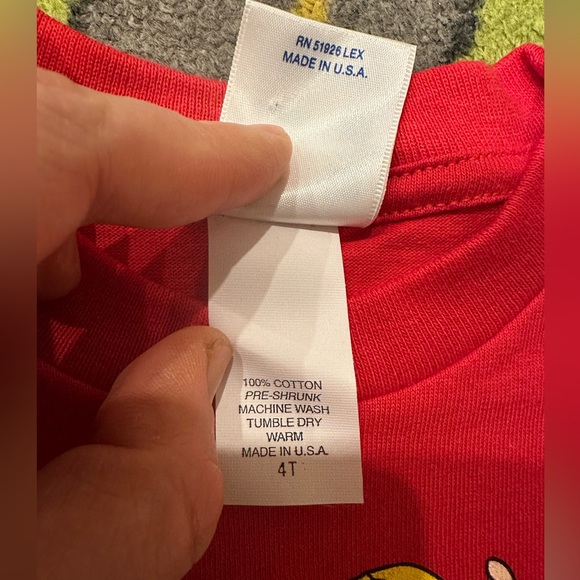 RN 51926 LEX
MADE IN U.S.A.
100% COTTON
PRE-SHRUNK
MACHINE WASH
TUMBLE DRY
WARM
MADE IN U.S.A.
4T